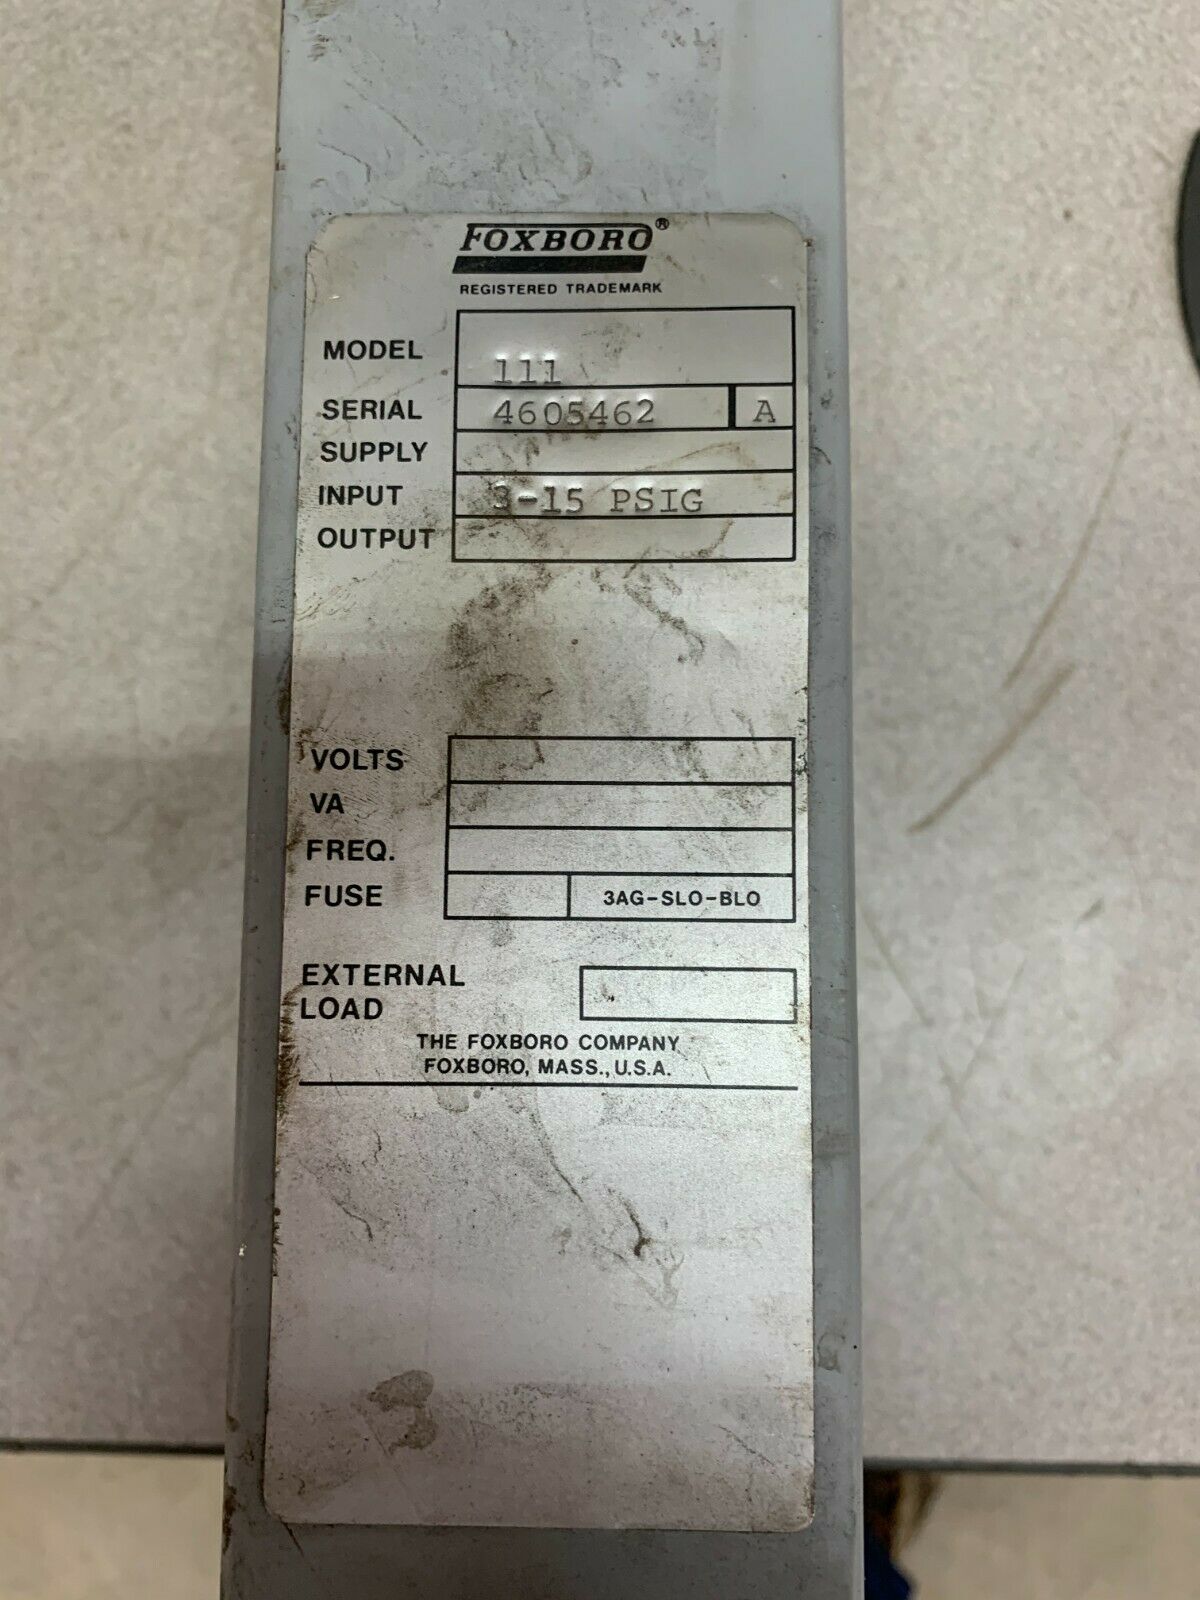 FOXBORO®
REGISTERED TRADEMARK
MODEL 111
SERIAL 4605462 A
SUPPLY
INPUT 3-15 PSIG
OUTPUT
VOLTS
VA
FREQ.
FUSE 3AG-SLO-BLO
EXTERNAL
LOAD
THE FOXBORO COMPANY
FOXBORO, MASS., U.S.A.